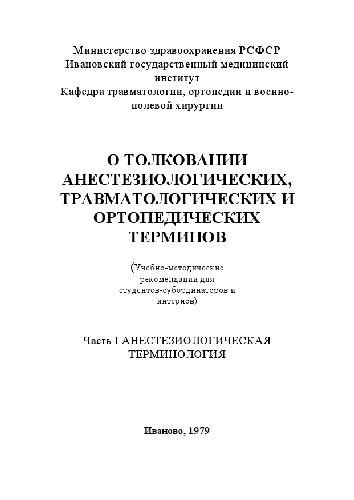 Министерство здравоохранения РСФСР
Ивановский государственный медицинский
институт
Кафедра травматологии, ортопедии и военно-
полевой хирургии
О ТОЛКОВАНИИ
АНЕСТЕЗИОЛОГИЧЕСКИХ,
ТРАВМАТОЛОГИЧЕСКИХ И
ОРТОПЕДИЧЕСКИХ
ТЕРМИНОВ
(Учебно-методические
рекомендации для
студентов-субординаторов и
интернов)
Часть I АНЕСТЕЗИОЛОГИЧЕСКАЯ
ТЕРМИНОЛОГИЯ
Иваново, 1979